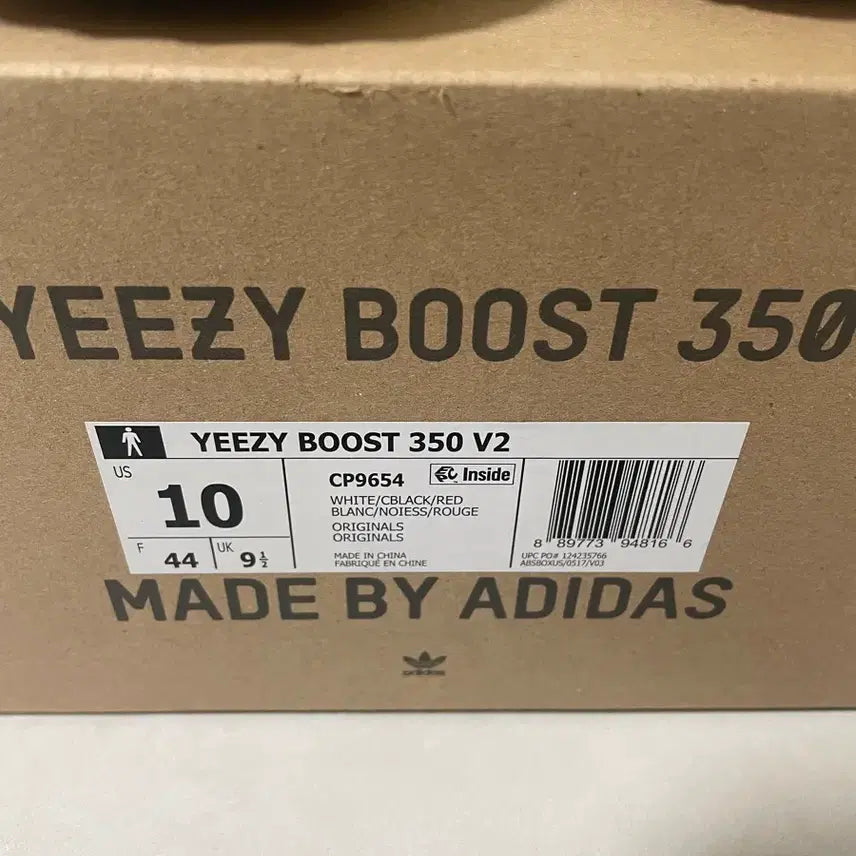 YEEZY BOOST 350
YEEZY BOOST 350 V2
US
10
F
44
UK
9½
CP9654
Inside
WHITE/CBLACK/RED
BLANC/NOIESS/ROUGE
ORIGINALS
ORIGINALS
MADE IN CHINA
FABRIQUÉ EN CHINE
8 89773 94816 6
UPC PO# 124235766
ABSBOXUS/0517/V03
MADE BY ADIDAS
adidas